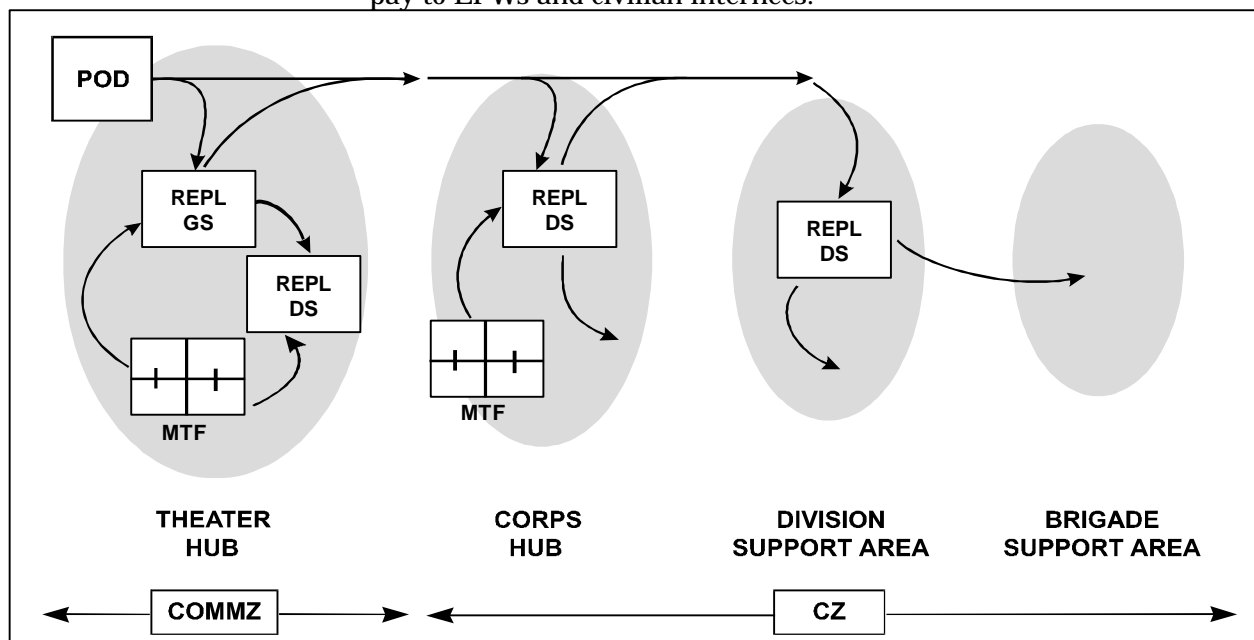 pay to EPWs and civilian internees.
POD
REPL
GS
REPL
DS
MTF
REPL
DS
MTF
REPL
DS
THEATER
HUB
CORPS
HUB
DIVISION
SUPPORT AREA
BRIGADE
SUPPORT AREA
COMMZ
CZ